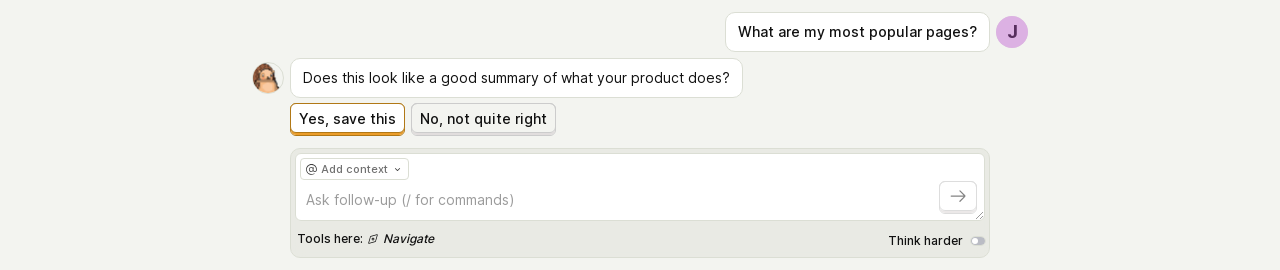 What are my most popular pages?
J
Does this look like a good summary of what your product does?
Yes, save this
No, not quite right
@ Add context
Ask follow-up (/ for commands)
Tools here: Navigate
Think harder